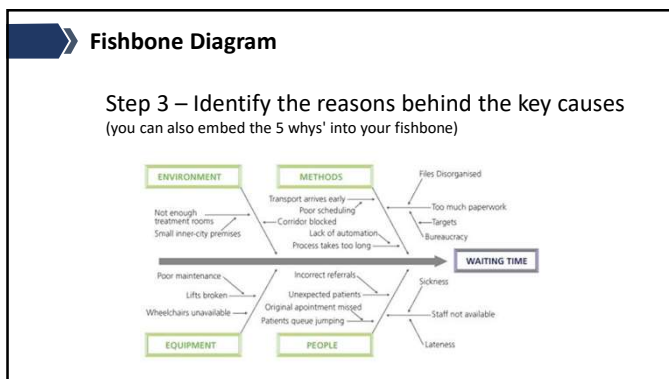 Fishbone Diagram
Step 3 – Identify the reasons behind the key causes
(you can also embed the 5 whys' into your fishbone)
ENVIRONMENT
METHODS
Files Disorganised
Transport arrives early
Poor scheduling
Too much paperwork
Not enough
treatment rooms
Corridor blocked
Targets
Small inner-city premises
Lack of automation
Bureaucracy
Process takes too long
WAITING TIME
Poor maintenance
Incorrect referrals
Sickness
Lifts broken
Unexpected patients
Original apointment missed
Wheelchairs unavailable
Staff not available
Patients queue jumping
Lateness
EQUIPMENT
PEOPLE